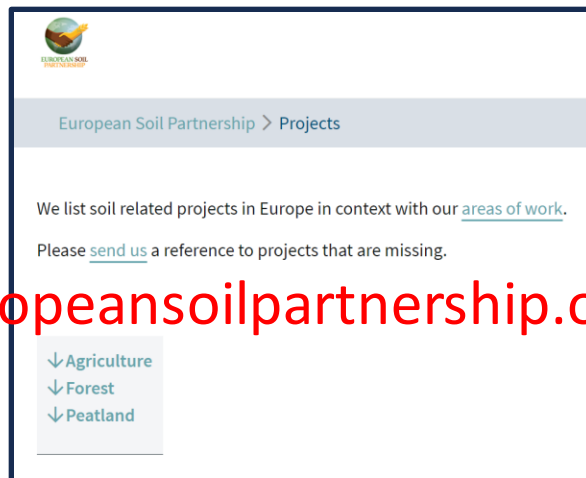 EUROPEAN SOIL
PARTNERSHIP
European Soil Partnership > Projects
We list soil related projects in Europe in context with our areas of work.
Please send us a reference to projects that are missing.
opeansoilpartnership.o
↓Agriculture
↓Forest
↓Peatland